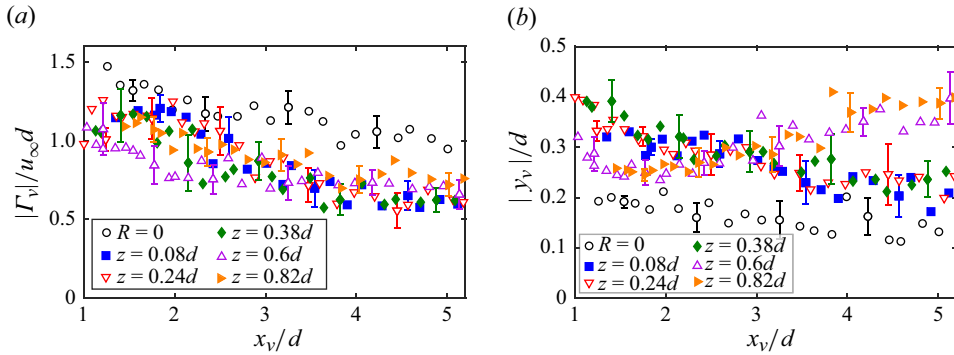 (a)
|Γv|/u∞d
1.5
1.0
0.5
0
1 2 3 4 5
xv/d
R = 0
z = 0.08d
z = 0.24d
z = 0.38d
z = 0.6d
z = 0.82d
(b)
|yv|/d
0.5
0.4
0.3
0.2
0.1
0
1 2 3 4 5
xv/d
R = 0
z = 0.08d
z = 0.24d
z = 0.38d
z = 0.6d
z = 0.82d